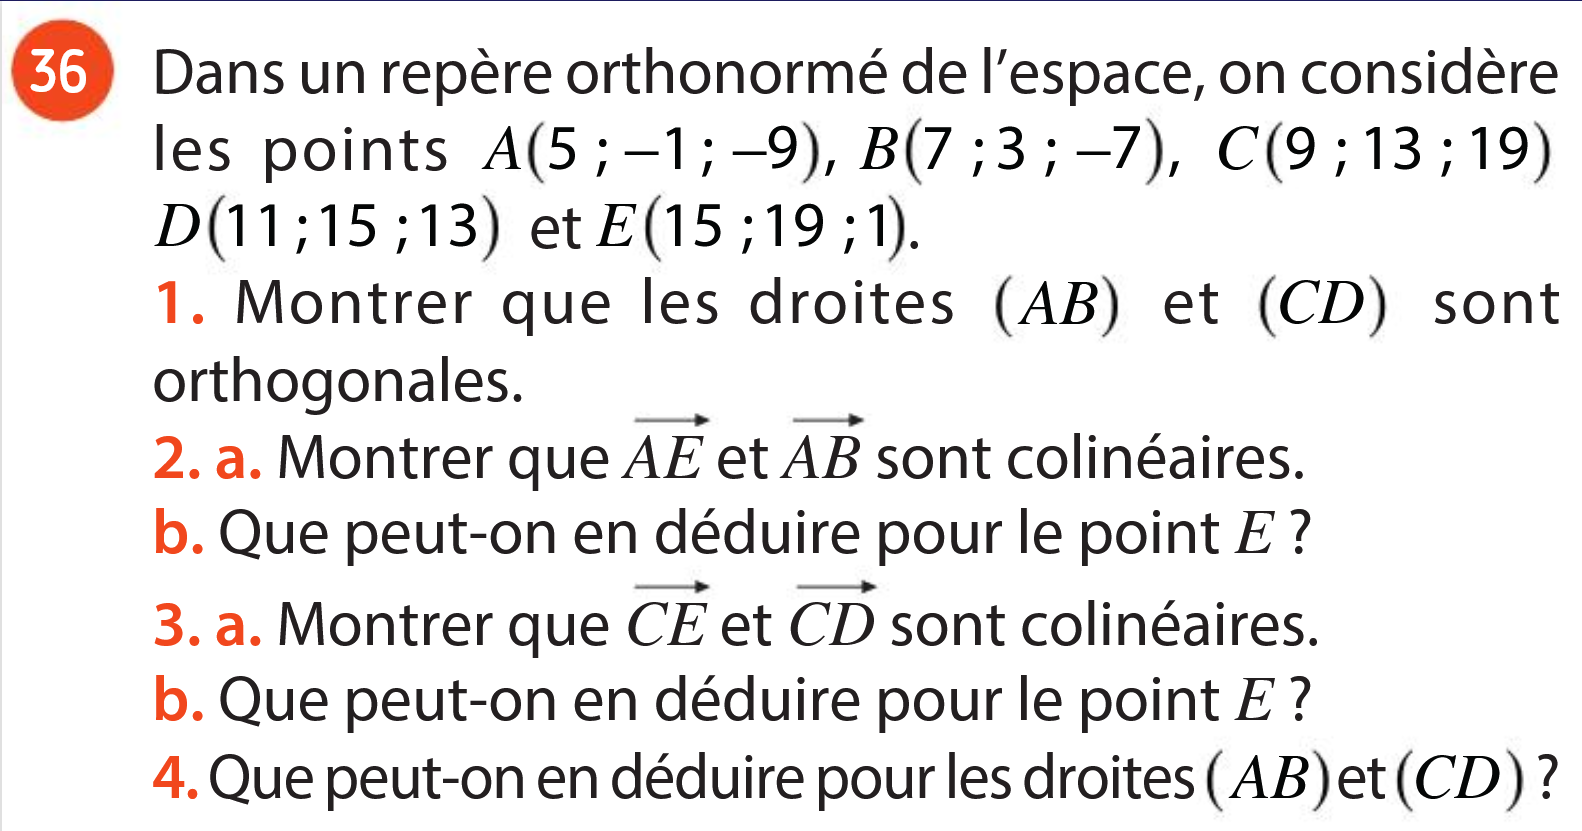 36 Dans un repère orthonormé de l'espace, on considère
les points A(5 ; –1 ; –9), B(7 ; 3 ; –7), C(9 ; 13 ; 19)
D(11 ; 15 ; 13) et E(15 ; 19 ; 1).
1. Montrer que les droites (AB) et (CD) sont
orthogonales.
2. a. Montrer que $\overrightarrow{AE}$ et $\overrightarrow{AB}$ sont colinéaires.
b. Que peut-on en déduire pour le point E ?
3. a. Montrer que $\overrightarrow{CE}$ et $\overrightarrow{CD}$ sont colinéaires.
b. Que peut-on en déduire pour le point E ?
4. Que peut-on en déduire pour les droites (AB) et (CD) ?